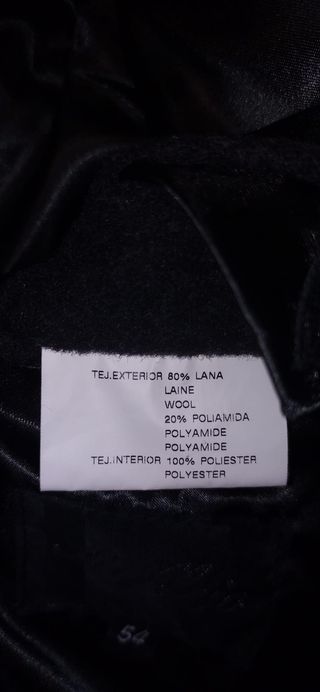 TEJ.EXTERIOR 80% LANA
LAINE
WOOL
20% POLIAMIDA
POLYAMIDE
POLYAMIDE
TEJ.INTERIOR 100% POLIESTER
POLYESTER
54